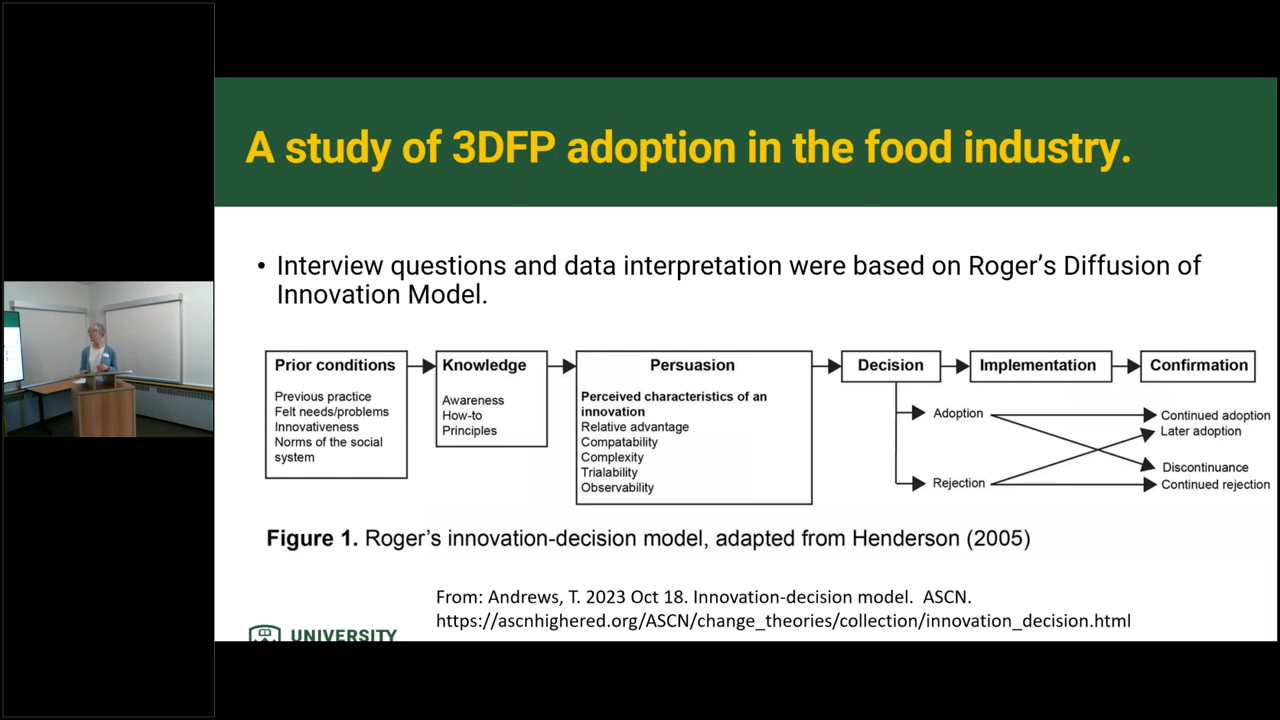 A study of 3DFP adoption in the food industry.
• Interview questions and data interpretation were based on Roger’s Diffusion of
Innovation Model.
Prior conditions
Previous practice
Felt needs/problems
Innovativeness
Norms of the social
system
Knowledge
Awareness
How-to
Principles
Persuasion
Perceived characteristics of an
innovation
Relative advantage
Compatability
Complexity
Trialability
Observability
Decision
Adoption
Rejection
Implementation
Confirmation
Continued adoption
Later adoption
Discontinuance
Continued rejection
Figure 1. Roger’s innovation-decision model, adapted from Henderson (2005)
From: Andrews, T. 2023 Oct 18. Innovation-decision model. ASCN.
https://ascnhighered.org/ASCN/change_theories/collection/innovation_decision.html
UNIVERSITY